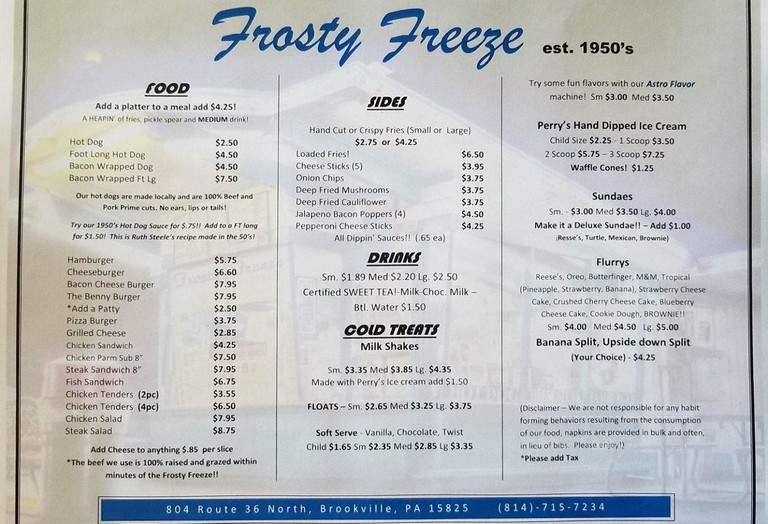 Frosty Freeze est. 1950's
FOOD
Add a platter to a meal add $4.25!
A HEAPIN' of fries, pickle spear and MEDIUM drink!
Hot Dog $2.50
Foot Long Hot Dog $4.50
Bacon Wrapped Dog $4.50
Bacon Wrapped Ft Lg $7.50
Our hot dogs are made locally and are 100% Beef and
Pork Prime cuts. No ears, lips or tails!
Try our 1950's Hot Dog Sauce for $.75!! Add to a FT long
for $1.50! This is Ruth Steele's recipe made in the 50's!
Hamburger $5.75
Cheeseburger $6.60
Bacon Cheese Burger $7.95
The Benny Burger $7.95
*Add a Patty $2.50
Pizza Burger $3.75
Grilled Cheese $2.85
Chicken Sandwich $4.25
Chicken Parm Sub 8" $7.50
Steak Sandwich 8" $7.95
Fish Sandwich $6.75
Chicken Tenders (2pc) $3.55
Chicken Tenders (4pc) $6.50
Chicken Salad $7.95
Steak Salad $8.75
Add Cheese to anything $.85 per slice
*The beef we use is 100% raised and grazed within
minutes of the Frosty Freeze!!
SIDES
Hand Cut or Crispy Fries (Small or Large)
$2.75 or $4.25
Loaded Fries! $6.50
Cheese Sticks (5) $3.95
Onion Chips $3.75
Deep Fried Mushrooms $3.75
Deep Fried Cauliflower $3.75
Jalapeno Bacon Poppers (4) $4.50
Pepperoni Cheese Sticks $4.25
All Dippin' Sauces!! (.65 ea)
DRINKS
Sm. $1.89 Med $2.20 Lg. $2.50
Certified SWEET TEA!-Milk-Choc. Milk –
Btl. Water $1.50
COLD TREATS
Milk Shakes
Sm. $3.35 Med $3.85 Lg. $4.35
Made with Perry's Ice cream add $1.50
FLOATS – Sm. $2.65 Med $3.25 Lg. $3.75
Soft Serve - Vanilla, Chocolate, Twist
Child $1.65 Sm $2.35 Med $2.85 Lg $3.35
Try some fun flavors with our Astro Flavor
machine! Sm $3.00 Med $3.50
Perry's Hand Dipped Ice Cream
Child Size $2.25 - 1 Scoop $3.50
2 Scoop $5.75 – 3 Scoop $7.25
Waffle Cones! $1.25
Sundaes
Sm. - $3.00 Med $3.50 Lg. $4.00
Make it a Deluxe Sundae!! – Add $1.00
(Resse's, Turtle, Mexican, Brownie)
Flurrys
Reese's, Oreo, Butterfinger, M&M, Tropical
(Pineapple, Strawberry, Banana), Strawberry Cheese
Cake, Crushed Cherry Cheese Cake, Blueberry
Cheese Cake, Cookie Dough, BROWNIE!!
Sm. $4.00 Med $4.50 Lg. $5.00
Banana Split, Upside down Split
(Your Choice) - $4.25
(Disclaimer – We are not responsible for any habit
forming behaviors resulting from the consumption
of our food, napkins are provided in bulk and often,
in lieu of bibs. Please enjoy!)
*Please add Tax
804 Route 36 North, Brookville, PA 15825 (814)-715-7234